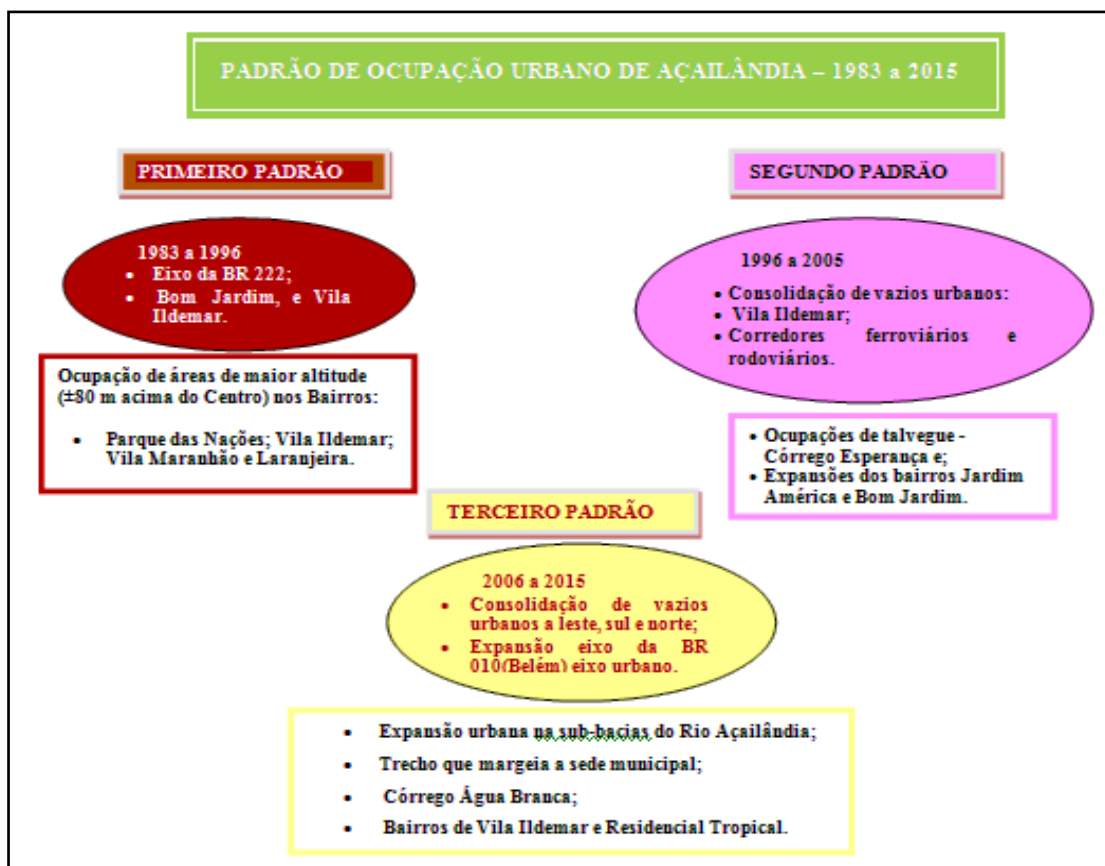 PADRÃO DE OCUPAÇÃO URBANO DE AÇAILÂNDIA – 1983 a 2015
PRIMEIRO PADRÃO
1983 a 1996
• Eixo da BR 222;
• Bom Jardim, e Vila
Ildemar.
Ocupação de áreas de maior altitude
(±80 m acima do Centro) nos Bairros:
• Parque das Nações; Vila Ildemar;
Vila Maranhão e Laranjeira.
SEGUNDO PADRÃO
1996 a 2005
• Consolidação de vazios urbanos:
• Vila Ildemar;
• Corredores ferroviários e
rodoviários.
• Ocupações de talvegue -
Córrego Esperança e;
• Expansões dos bairros Jardim
América e Bom Jardim.
TERCEIRO PADRÃO
2006 a 2015
• Consolidação de vazios
urbanos a leste, sul e norte;
• Expansão eixo da BR
010(Belém) eixo urbano.
• Expansão urbana na sub-bacias do Rio Açailândia;
• Trecho que margeia a sede municipal;
• Córrego Água Branca;
• Bairros de Vila Ildemar e Residencial Tropical.